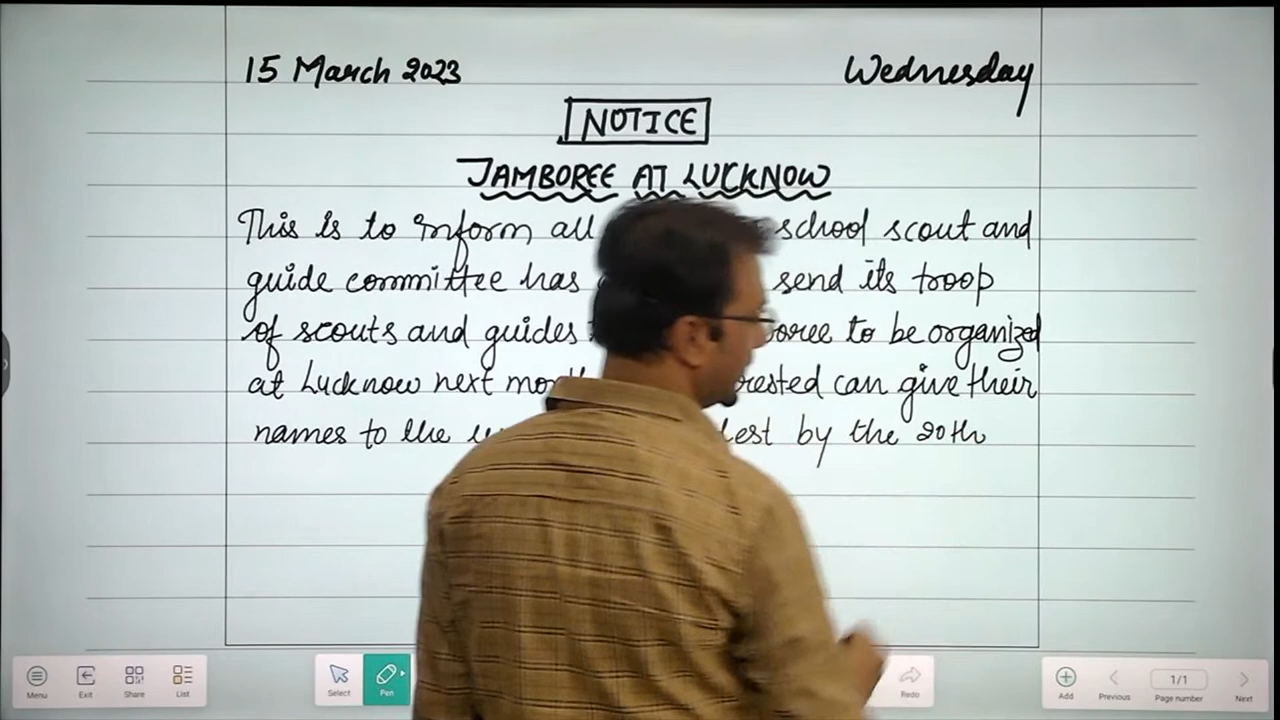 15 March 2023 Wednesday
NOTICE
JAMBOREE AT LUCKNOW
This is to inform all school scout and
guide committee has send its troop
of scouts and guides to be organized
at Lucknow next can give their
names to the by the 20th
Menu Exit Share List Select Pen Redo Add Previous 1/1 Page number Next